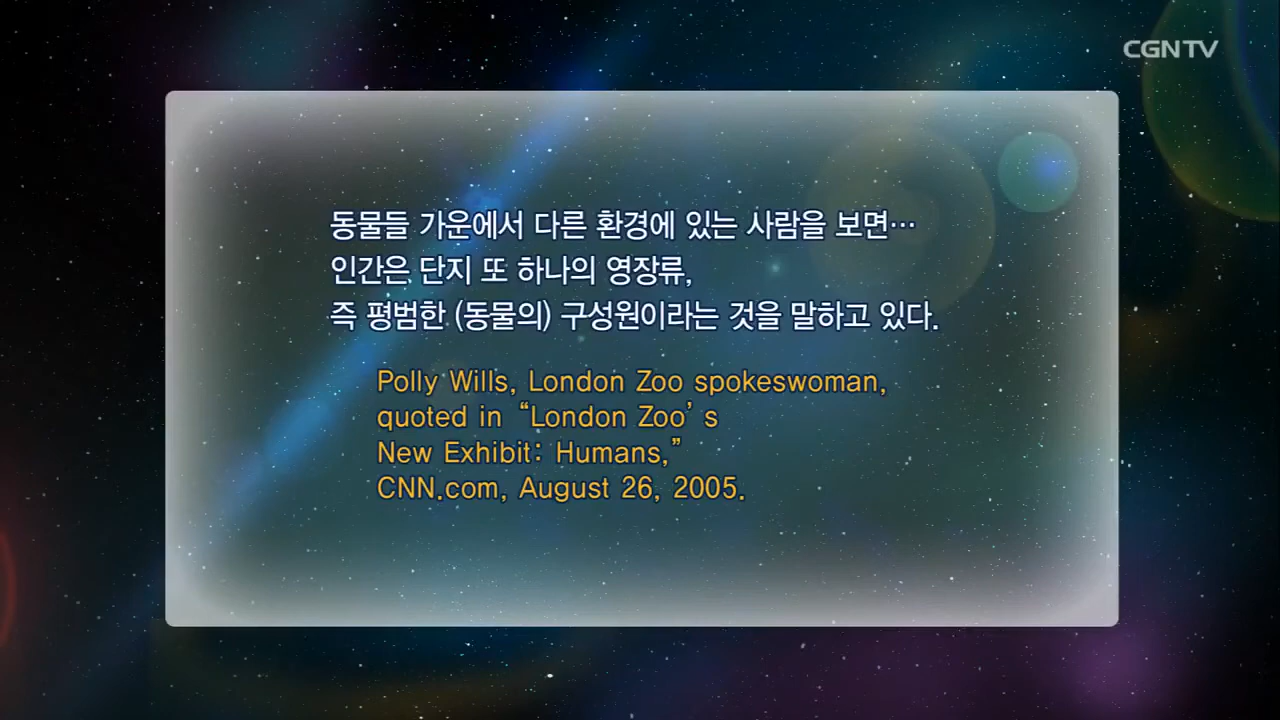 CGNTV
동물들 가운에서 다른 환경에 있는 사람을 보면…
인간은 단지 또 하나의 영장류,
즉 평범한 (동물의) 구성원이라는 것을 말하고 있다.
Polly Wills, London Zoo spokeswoman,
quoted in “London Zoo’ s
New Exhibit: Humans,”
CNN.com, August 26, 2005.